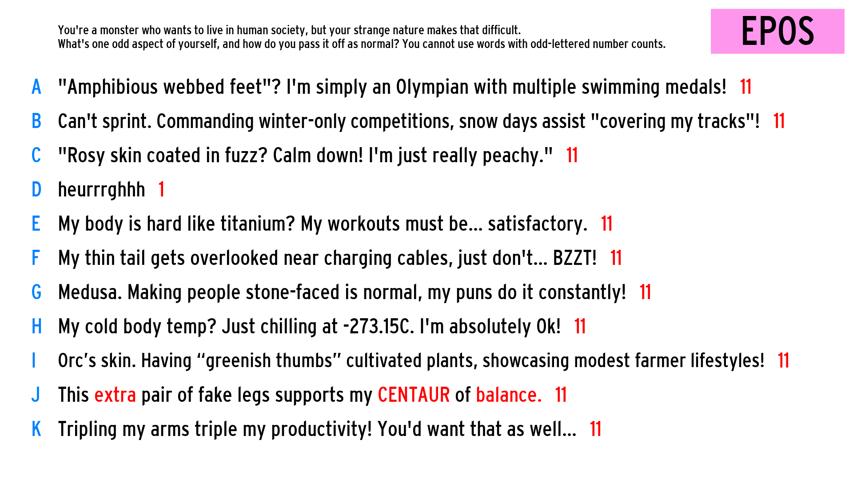 You're a monster who wants to live in human society, but your strange nature makes that difficult.
What's one odd aspect of yourself, and how do you pass it off as normal? You cannot use words with odd-lettered number counts.
EPOS
A "Amphibious webbed feet"? I'm simply an Olympian with multiple swimming medals! 11
B Can't sprint. Commanding winter-only competitions, snow days assist "covering my tracks"! 11
C "Rosy skin coated in fuzz? Calm down! I'm just really peachy." 11
D heurrrghhh 1
E My body is hard like titanium? My workouts must be... satisfactory. 11
F My thin tail gets overlooked near charging cables, just don't... BZZT! 11
G Medusa. Making people stone-faced is normal, my puns do it constantly! 11
H My cold body temp? Just chilling at -273.15C. I'm absolutely 0k! 11
I Orc’s skin. Having “greenish thumbs” cultivated plants, showcasing modest farmer lifestyles! 11
J This extra pair of fake legs supports my CENTAUR of balance. 11
K Tripling my arms triple my productivity! You'd want that as well... 11